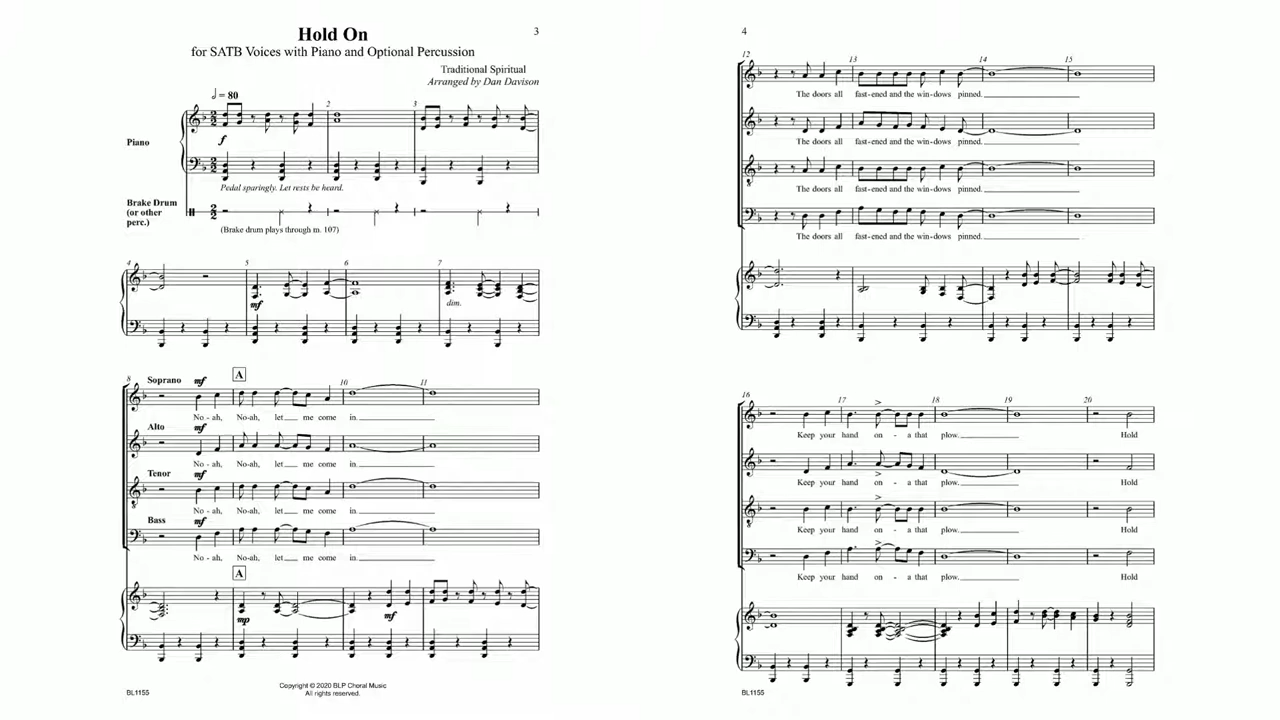 Hold On
3
for SATB Voices with Piano and Optional Percussion
Traditional Spiritual
Arranged by Dan Davison
= 80
2
3
Piano
f
Pedal sparingly. Let rests be heard.
Brake Drum
(or other
perc.)
(Brake drum plays through m. 107)
4
5
6
7
mf
dim.
8
Soprano
mf
A
10
11
No - ah, No-ah, let me come in.
Alto
mf
No - ah, No-ah, let me come in.
Tenor
mf
No - ah, No-ah, let me come in.
Bass
mf
No - ah, No-ah, let me come in.
A
mp
mf
Copyright © 2020 BLP Choral Music
All rights reserved.
BL1155
4
12
13
14
15
The doors all fast-ened and the win-dows pinned.
The doors all fast-ened and the win-dows pinned.
The doors all fast-ened and the win-dows pinned.
The doors all fast-ened and the win-dows pinned.
16
17
18
19
20
Keep your hand on - a that plow. Hold
Keep your hand on - a that plow. Hold
Keep your hand on - a that plow. Hold
Keep your hand on - a that plow. Hold
BL1155